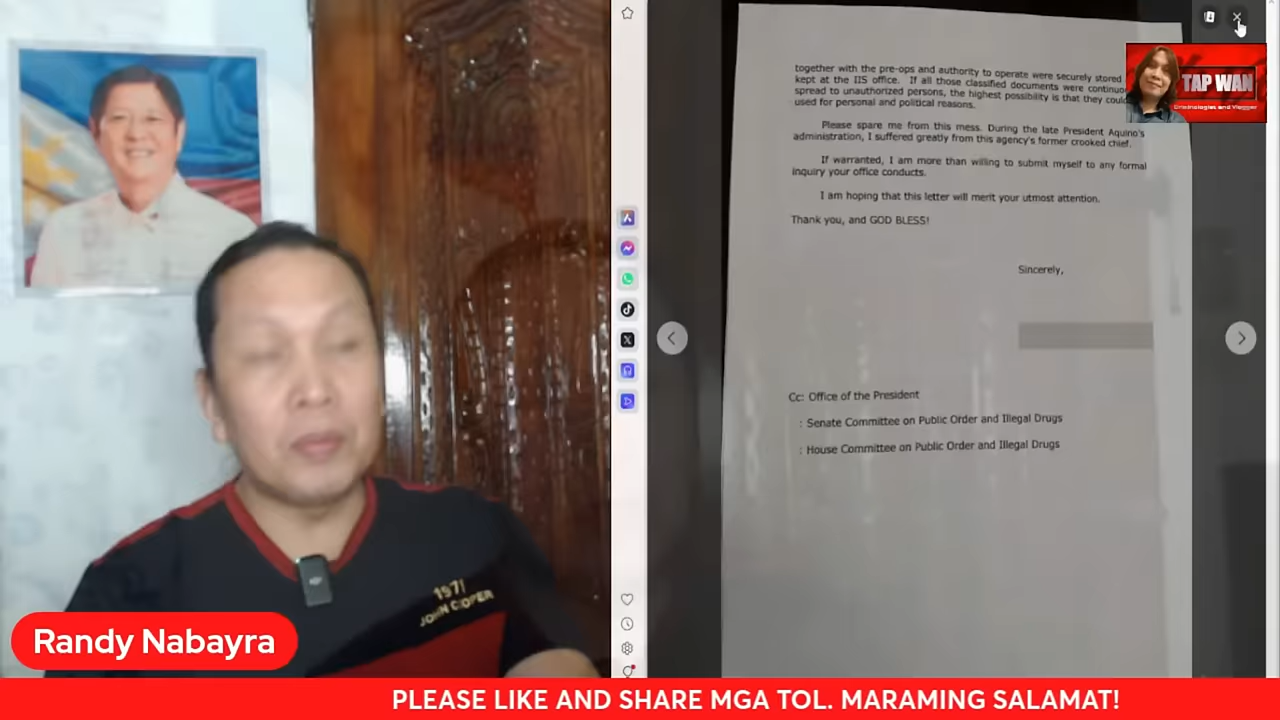 together with the pre-ops and authority to operate were securely stored
kept at the IIS office. If all those classified documents were
spread to unauthorized persons, the highest possibility is that they
used for personal and political reasons.
Please spare me from this mess. During the late President Aquino's
administration, I suffered greatly from this agency's former crooked chief.
If warranted, I am more than willing to submit myself to any formal
inquiry your office conducts.
I am hoping that this letter will merit your utmost attention.
Thank you, and GOD BLESS!
Sincerely,
Cc: Office of the President
: Senate Committee on Public Order and Illegal Drugs
: House Committee on Public Order and Illegal Drugs
TAP WAN
Criminologist and Vlogger
1971
JOHN COOPER
Randy Nabayra
PLEASE LIKE AND SHARE MGA TOL. MARAMING SALAMAT!